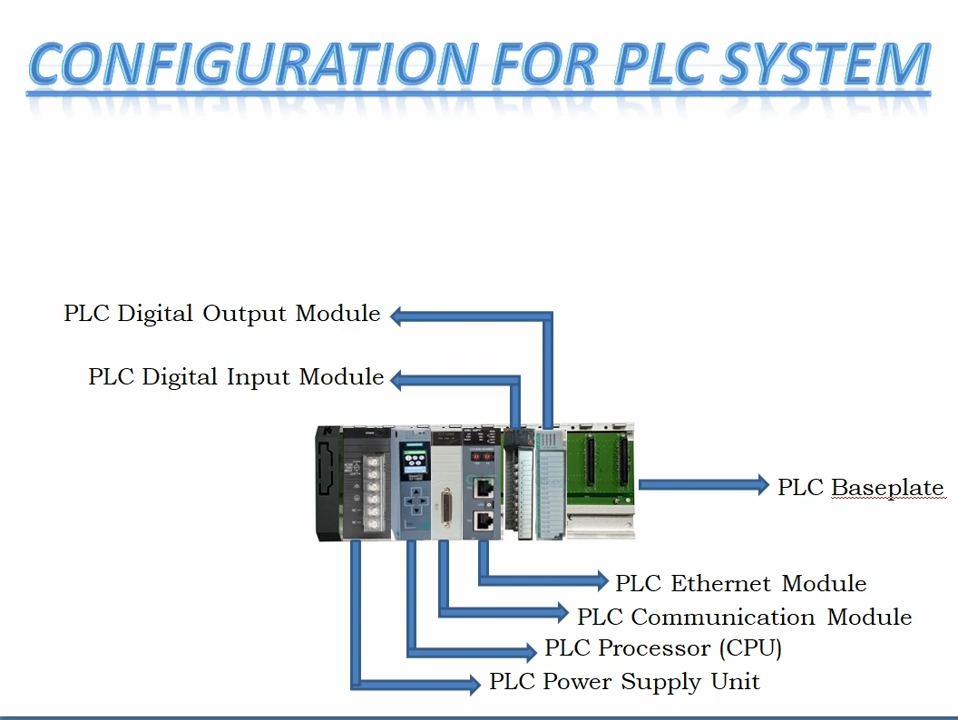 CONFIGURATION FOR PLC SYSTEM
PLC Digital Output Module
PLC Digital Input Module
PLC Baseplate
PLC Ethernet Module
PLC Communication Module
PLC Processor (CPU)
PLC Power Supply Unit